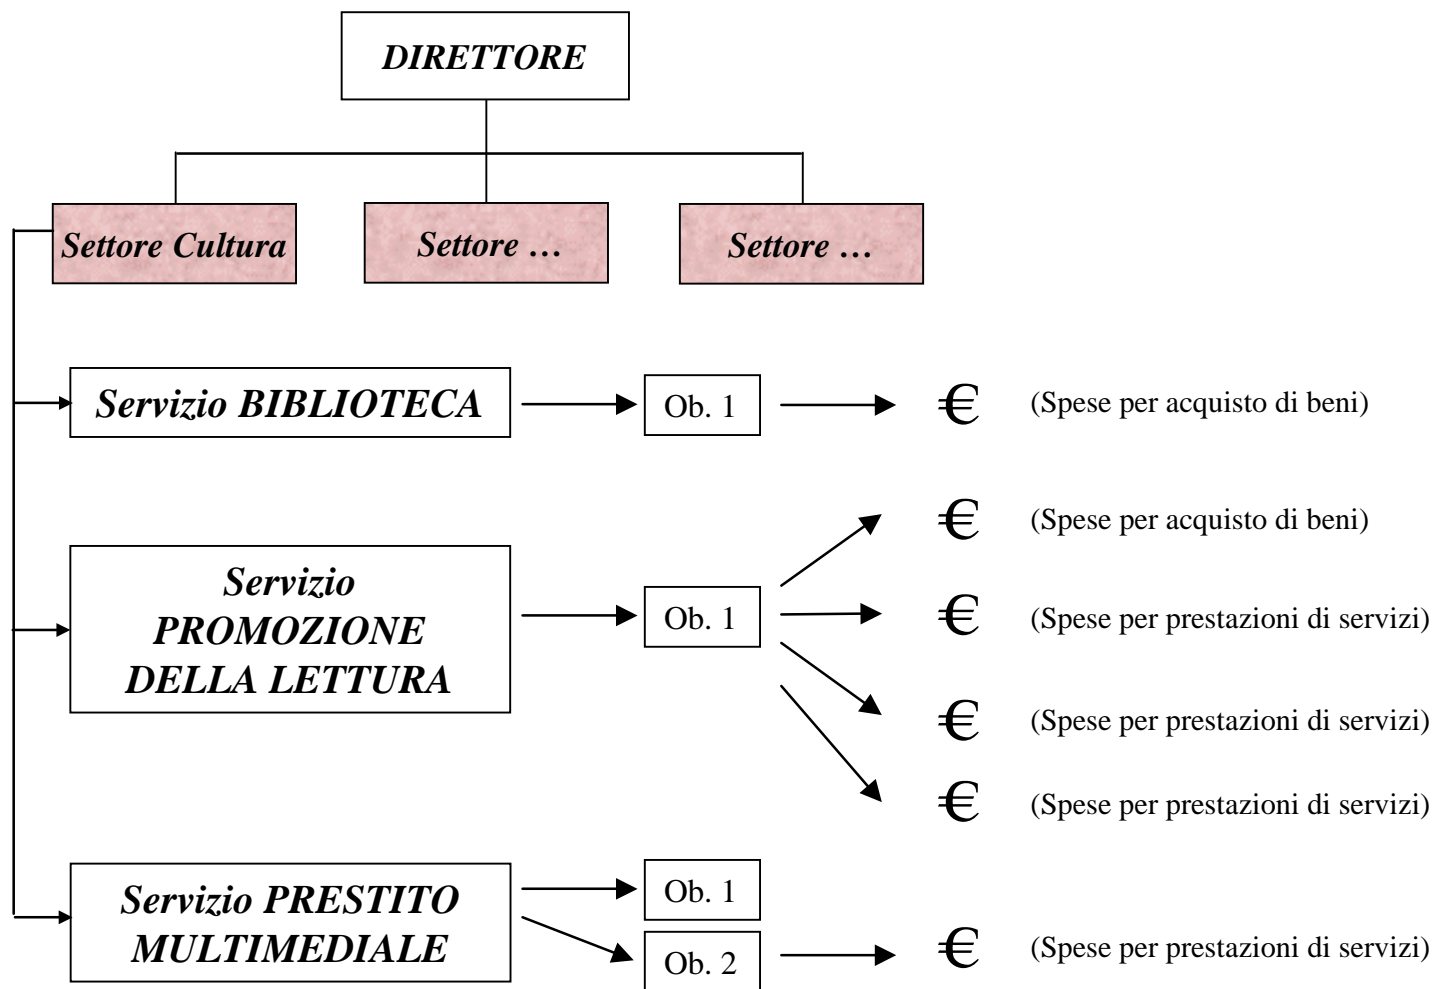 DIRETTORE
Settore Cultura
Settore …
Settore …
Servizio BIBLIOTECA
Ob. 1
€
(Spese per acquisto di beni)
€
(Spese per acquisto di beni)
Servizio
PROMOZIONE
DELLA LETTURA
Ob. 1
€
(Spese per prestazioni di servizi)
€
(Spese per prestazioni di servizi)
€
(Spese per prestazioni di servizi)
Servizio PRESTITO
MULTIMEDIALE
Ob. 1
Ob. 2
€
(Spese per prestazioni di servizi)